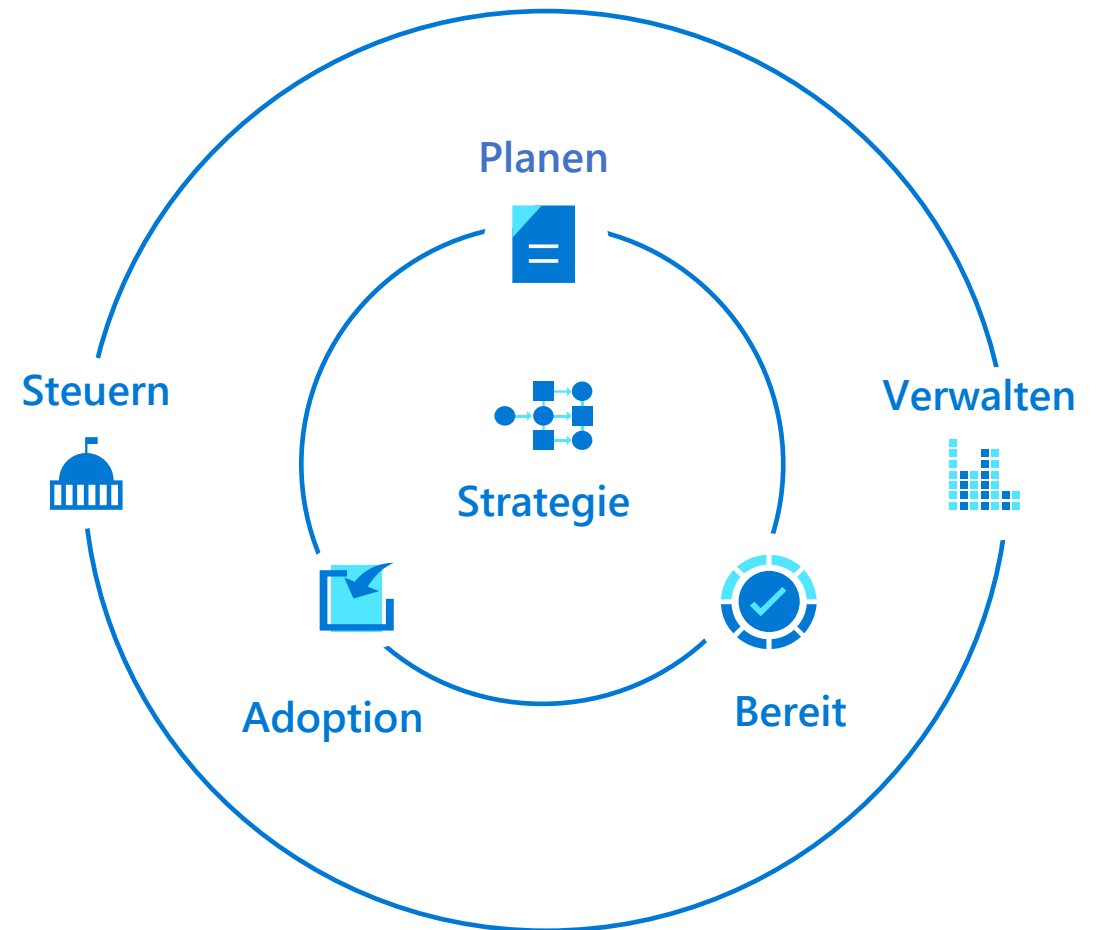 Planen
Steuern
Verwalten
Strategie
Adoption
Bereit